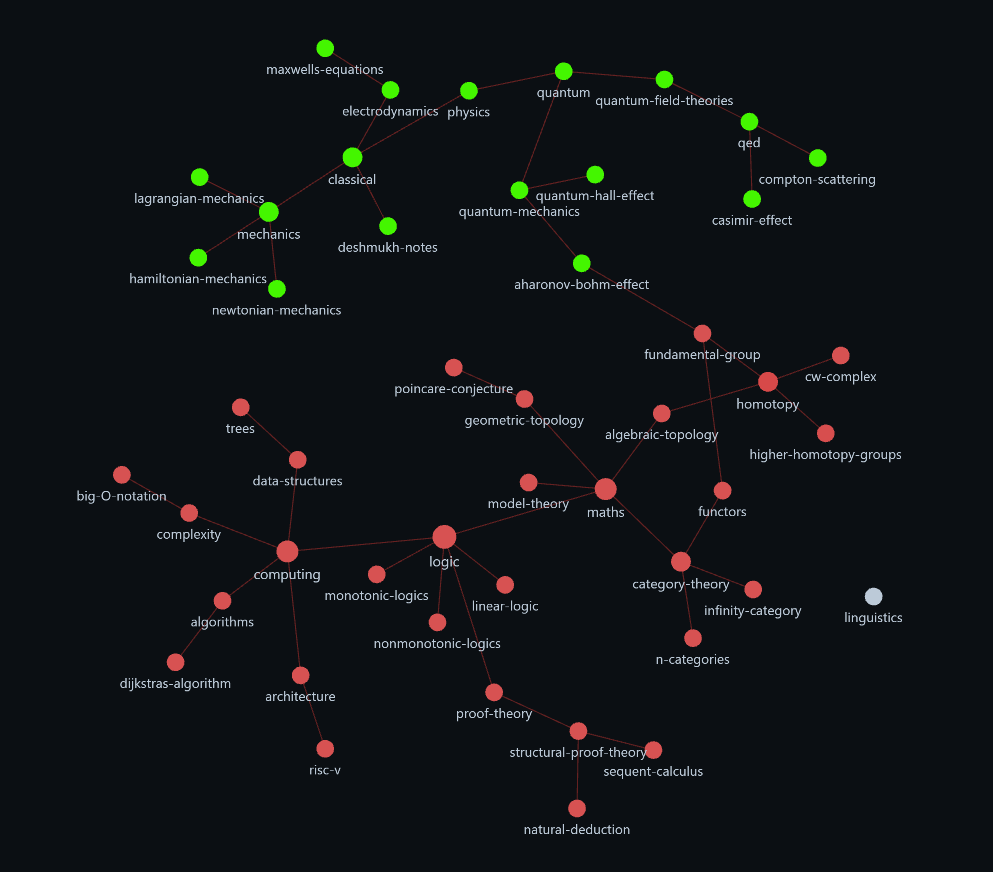 maxwells-equations
electrodynamics
physics
quantum
quantum-field-theories
qed
compton-scattering
classical
lagrangian-mechanics
quantum-hall-effect
quantum-mechanics
casimir-effect
mechanics
deshmukh-notes
hamiltonian-mechanics
aharonov-bohm-effect
newtonian-mechanics
fundamental-group
cw-complex
poincare-conjecture
homotopy
geometric-topology
trees
algebraic-topology
higher-homotopy-groups
data-structures
big-O-notation
model-theory
maths
functors
complexity
logic
computing
category-theory
monotonic-logics
linear-logic
infinity-category
linguistics
algorithms
nonmonotonic-logics
n-categories
dijkstras-algorithm
architecture
proof-theory
structural-proof-theory
risc-v
sequent-calculus
natural-deduction